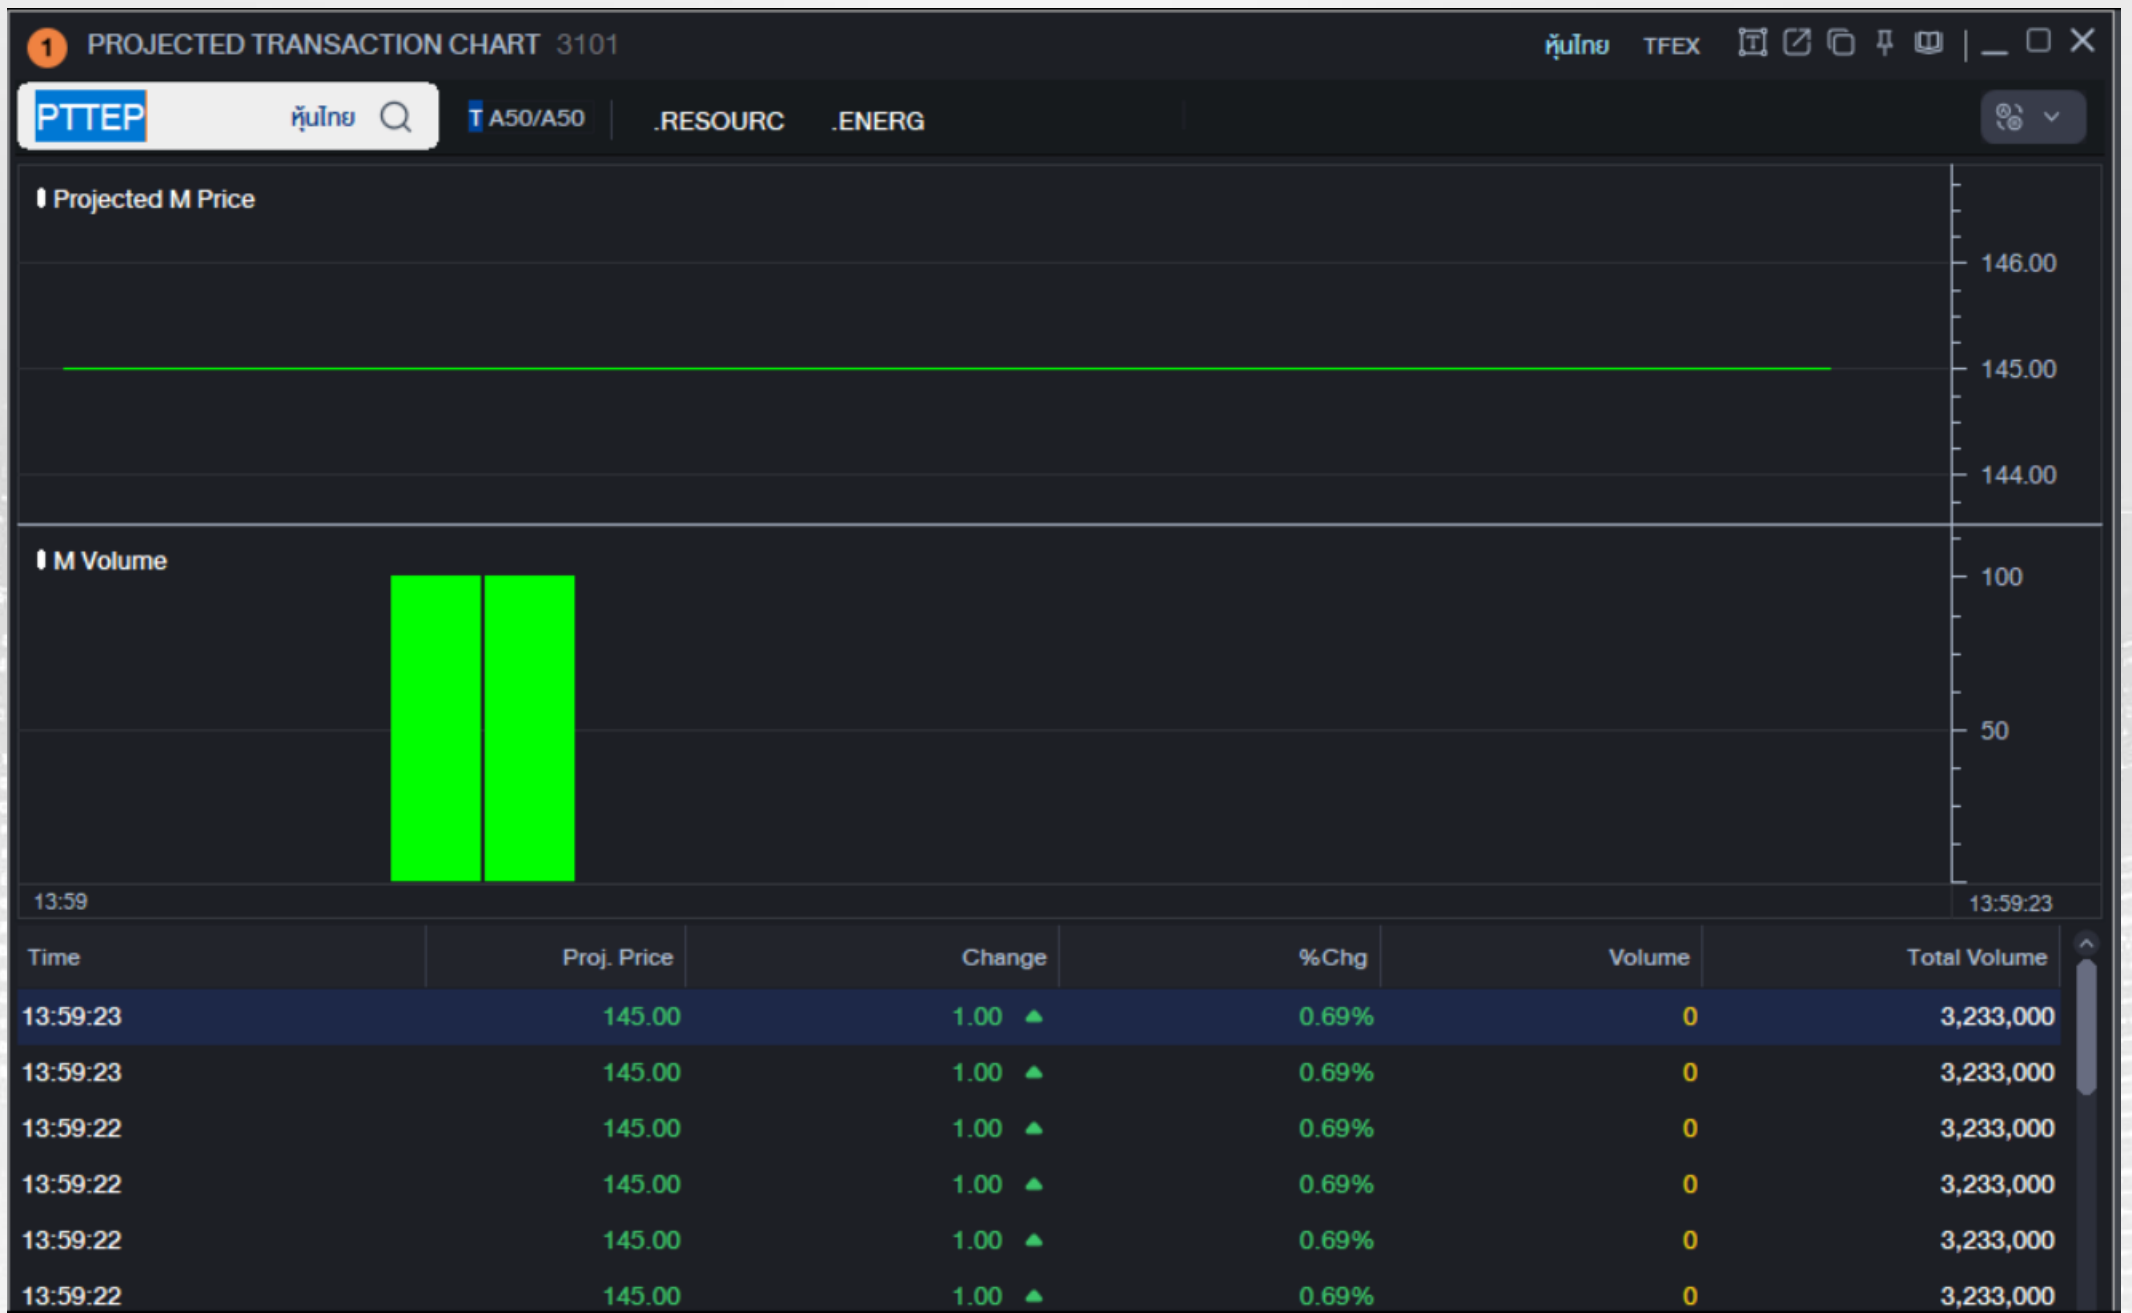 1 PROJECTED TRANSACTION CHART 3101 หุ้นไทย TFEX
PTTEP หุ้นไทย T A50/A50 .RESOURC .ENERG
Projected M Price
146.00
145.00
144.00
M Volume
100
50
13:59 13:59:23
Time Proj. Price Change %Chg Volume Total Volume
13:59:23 145.00 1.00 ▲ 0.69% 0 3,233,000
13:59:23 145.00 1.00 ▲ 0.69% 0 3,233,000
13:59:22 145.00 1.00 ▲ 0.69% 0 3,233,000
13:59:22 145.00 1.00 ▲ 0.69% 0 3,233,000
13:59:22 145.00 1.00 ▲ 0.69% 0 3,233,000
13:59:22 145.00 1.00 ▲ 0.69% 0 3,233,000